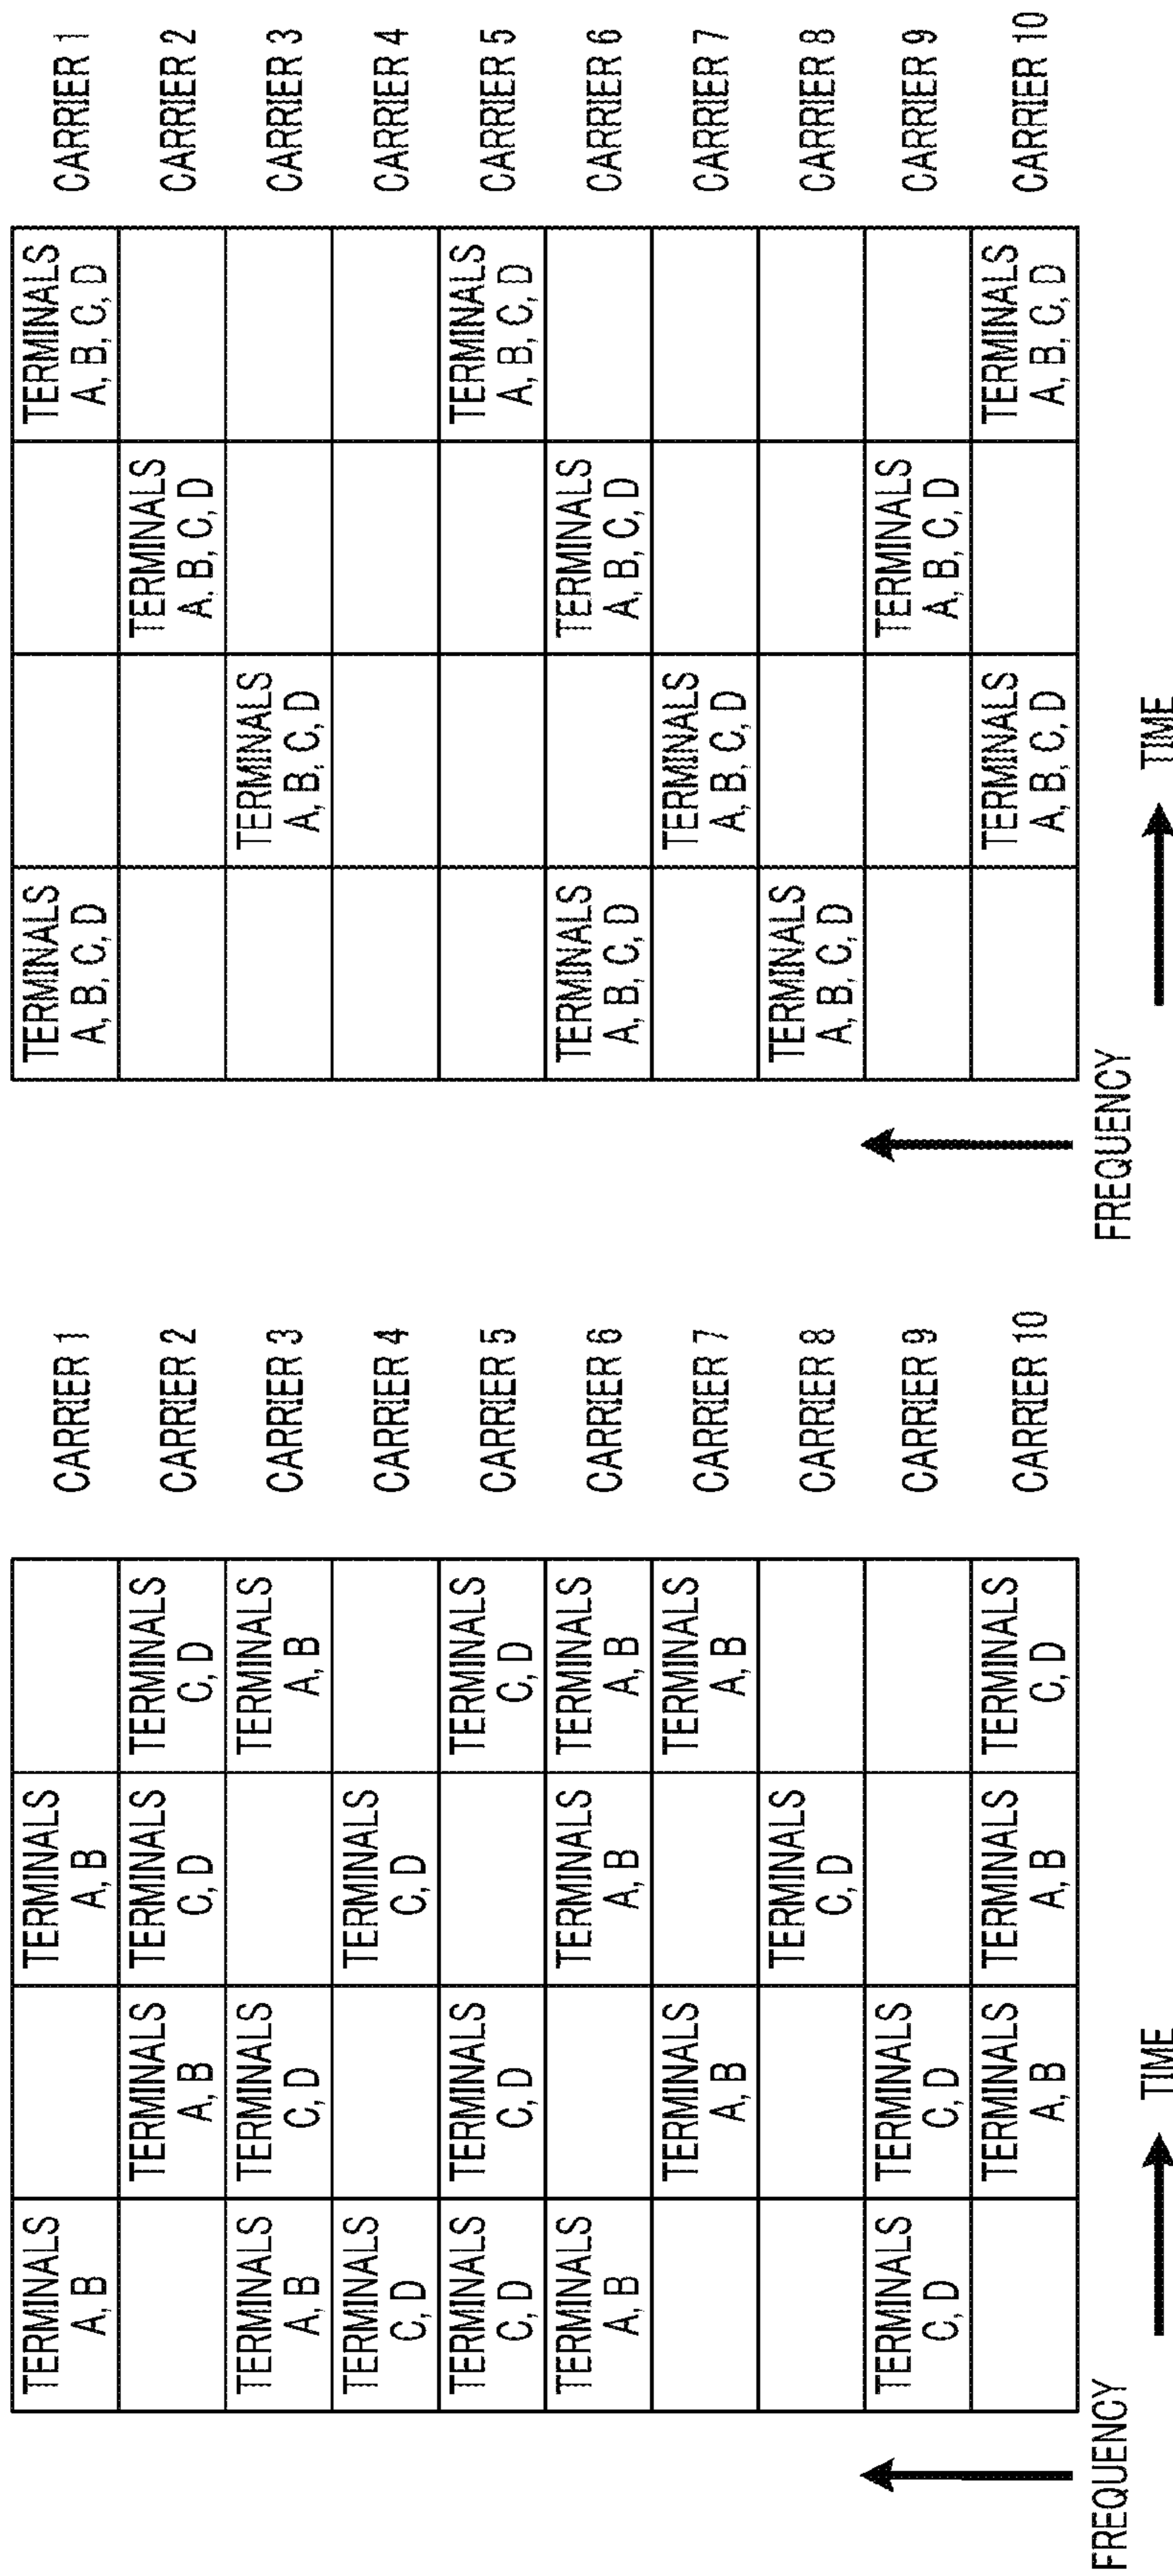 TERMINALS
A, B
TERMINALS
A, B
CARRIER 1
TERMINALS
A, B
TERMINALS
C, D
TERMINALS
C, D
CARRIER 2
TERMINALS
A, B
TERMINALS
C, D
TERMINALS
A, B
CARRIER 3
TERMINALS
C, D
TERMINALS
C, D
CARRIER 4
TERMINALS
C, D
TERMINALS
C, D
TERMINALS
C, D
CARRIER 5
TERMINALS
A, B
TERMINALS
A, B
TERMINALS
A, B
CARRIER 6
TERMINALS
A, B
TERMINALS
A, B
CARRIER 7
TERMINALS
C, D
CARRIER 8
TERMINALS
C, D
TERMINALS
C, D
CARRIER 9
TERMINALS
A, B
TERMINALS
A, B
TERMINALS
C, D
CARRIER 10
FREQUENCY
TIME
TERMINALS
A, B, C, D
TERMINALS
A, B, C, D
CARRIER 1
TERMINALS
A, B, C, D
CARRIER 2
TERMINALS
A, B, C, D
CARRIER 3
CARRIER 4
TERMINALS
A, B, C, D
CARRIER 5
TERMINALS
A, B, C, D
TERMINALS
A, B, C, D
CARRIER 6
TERMINALS
A, B, C, D
CARRIER 7
TERMINALS
A, B, C, D
CARRIER 8
TERMINALS
A, B, C, D
CARRIER 9
TERMINALS
A, B, C, D
TERMINALS
A, B, C, D
CARRIER 10
FREQUENCY
TIME